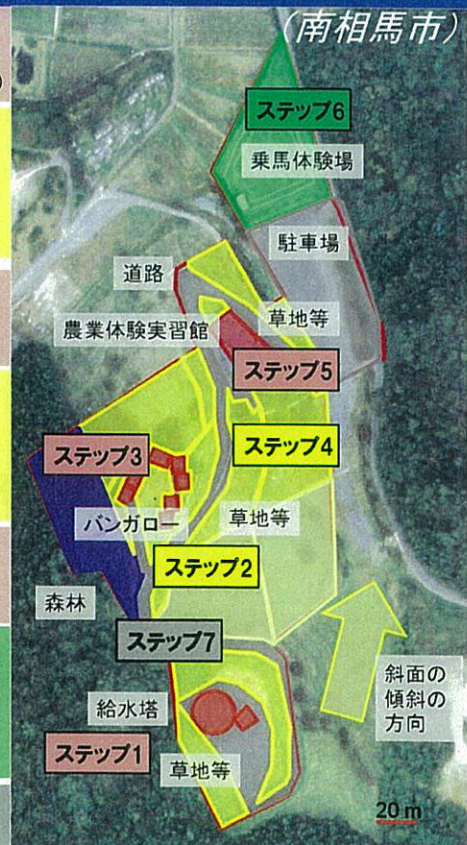 (南相馬市)
ステップ6
乗馬体験場
駐車場
道路
草地等
農業体験実習館
ステップ5
ステップ3
ステップ4
バンガロー
草地等
ステップ2
森林
ステップ7
斜面の
傾斜の
方向
給水塔
ステップ1
草地等
20 m